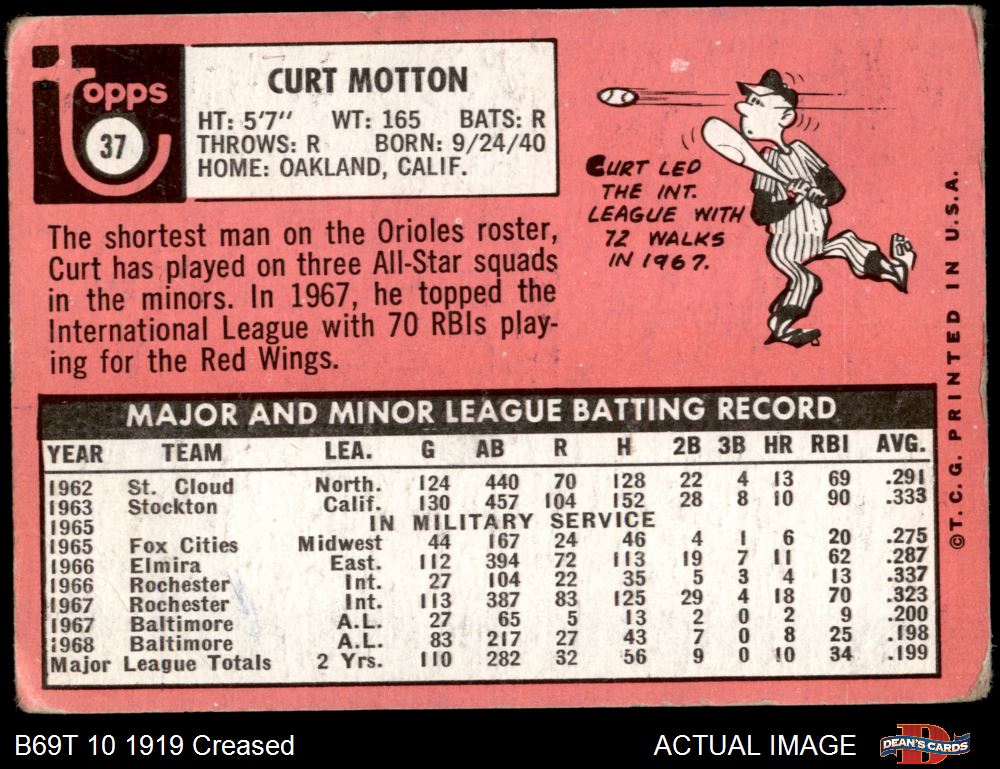 Topps
37
CURT MOTTON
HT: 5'7" WT: 165 BATS: R
THROWS: R BORN: 9/24/40
HOME: OAKLAND, CALIF.
CURT LED
THE INT.
LEAGUE WITH
72 WALKS
IN 1967.
The shortest man on the Orioles roster,
Curt has played on three All-Star squads
in the minors. In 1967, he topped the
International League with 70 RBIs play-
ing for the Red Wings.
©T. C. G. PRINTED IN U.S.A.
MAJOR AND MINOR LEAGUE BATTING RECORD
YEAR TEAM LEA. G AB R H 2B 3B HR RBI AVG.
1962 St. Cloud North. 124 440 70 128 22 4 13 69 .291
1963 Stockton Calif. 130 457 104 152 28 8 10 90 .333
1965 IN MILITARY SERVICE
1965 Fox Cities Midwest 44 167 24 46 4 1 6 20 .275
1966 Elmira East. 112 394 72 113 19 7 11 62 .287
1966 Rochester Int. 27 104 22 35 5 3 4 13 .337
1967 Rochester Int. 113 387 83 125 29 4 18 70 .323
1967 Baltimore A.L. 27 65 5 13 2 0 2 9 .200
1968 Baltimore A.L. 83 217 27 43 7 0 8 25 .198
Major League Totals 2 Yrs. 110 282 32 56 9 0 10 34 .199
B69T 10 1919 Creased
ACTUAL IMAGE
DEAN'S CARDS